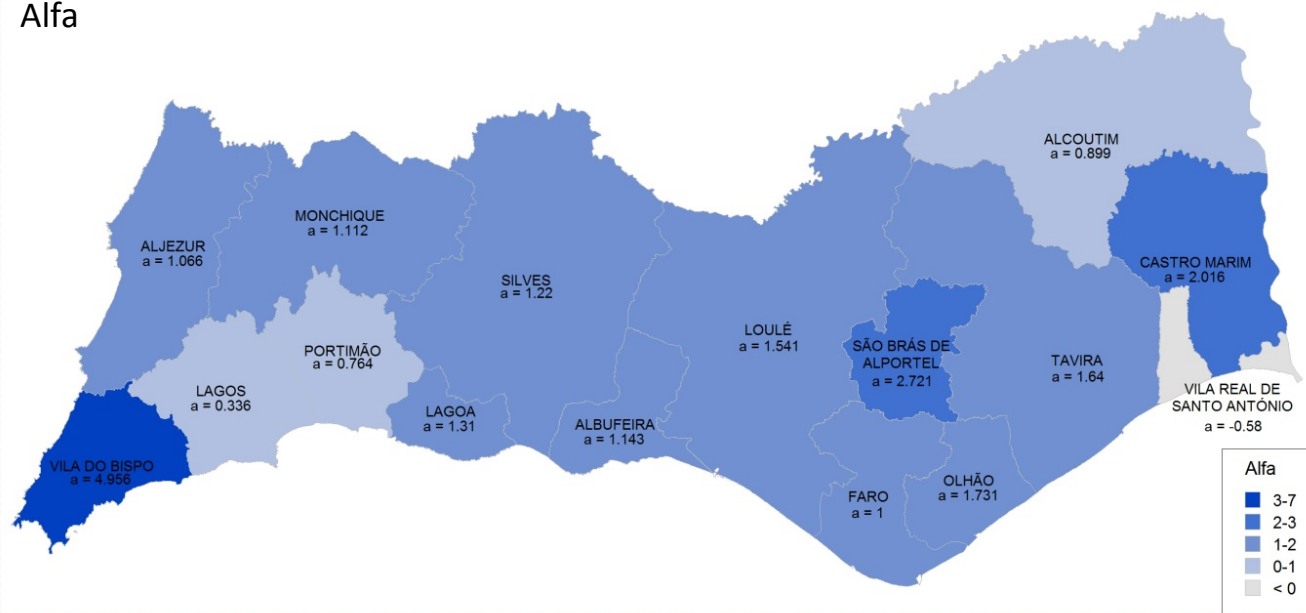 Alfa
ALCOUTIM
a = 0.899
MONCHIQUE
a = 1.112
ALJEZUR
a = 1.066
CASTRO MARIM
a = 2.016
SILVES
a = 1.22
LOULÉ
a = 1.541
SÃO BRÁS DE
ALPORTEL
a = 2.721
PORTIMÃO
a = 0.764
TAVIRA
a = 1.64
LAGOS
a = 0.336
VILA REAL DE
SANTO ANTÓNIO
a = -0.58
LAGOA
a = 1.31
ALBUFEIRA
a = 1.143
VILA DO BISPO
a = 4.956
OLHÃO
a = 1.731
FARO
a = 1
Alfa
3-7
2-3
1-2
0-1
< 0